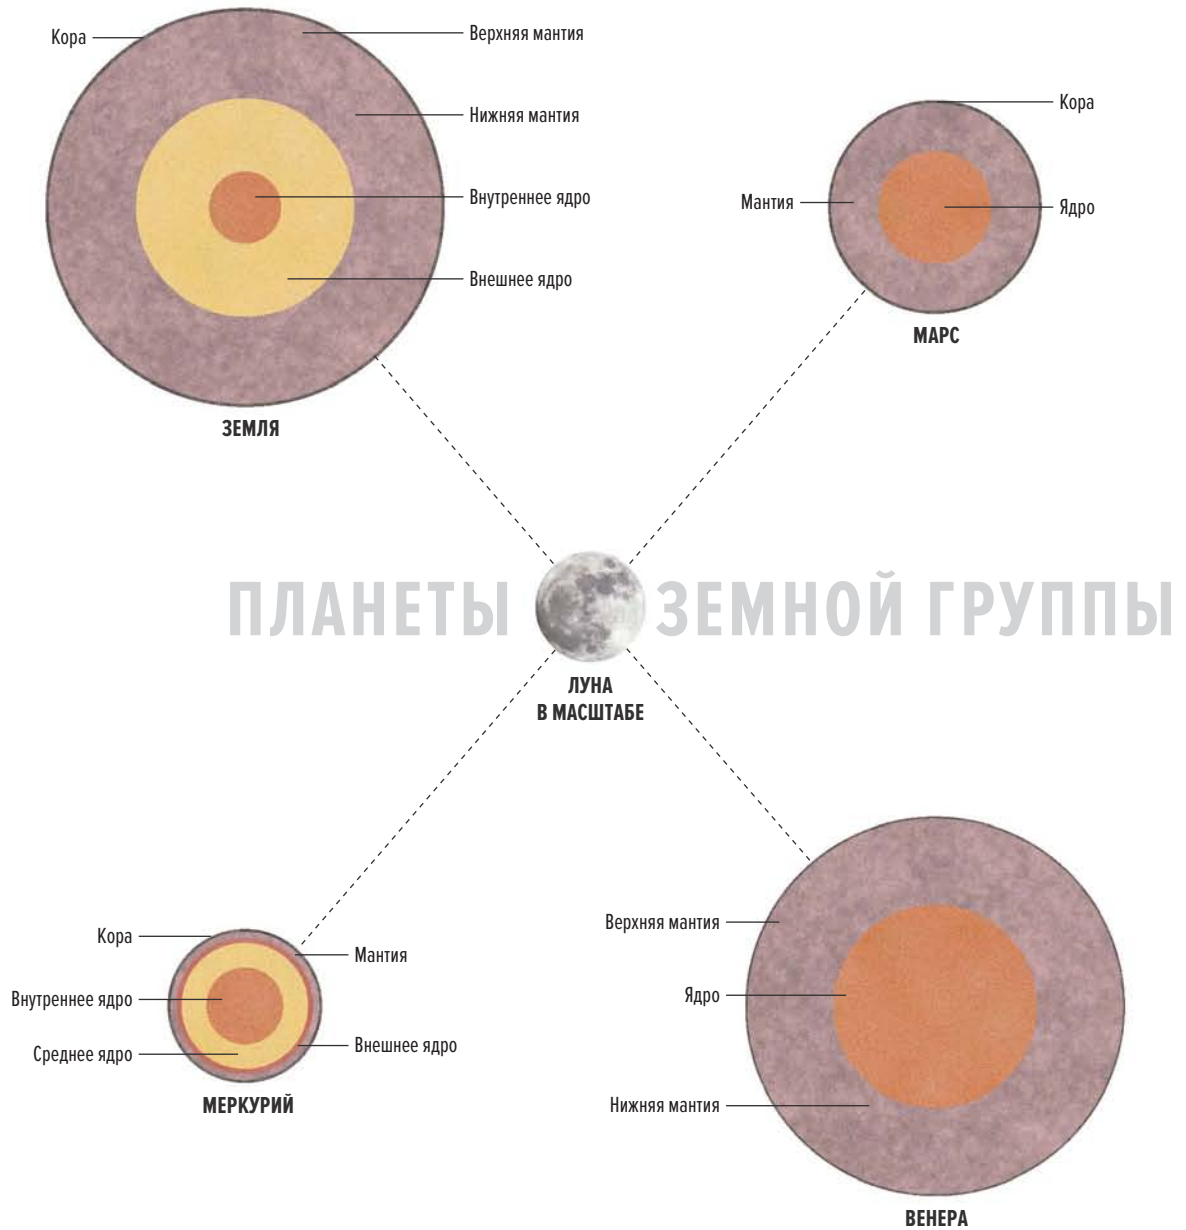 Кора
Верхняя мантия
Нижняя мантия
Внутреннее ядро
Внешнее ядро
ЗЕМЛЯ
Кора
Мантия
Ядро
МАРС
ПЛАНЕТЫ ЗЕМНОЙ ГРУППЫ
ЛУНА
В МАСШТАБЕ
Кора
Мантия
Внутреннее ядро
Среднее ядро
Внешнее ядро
МЕРКУРИЙ
Верхняя мантия
Ядро
Нижняя мантия
ВЕНЕРА